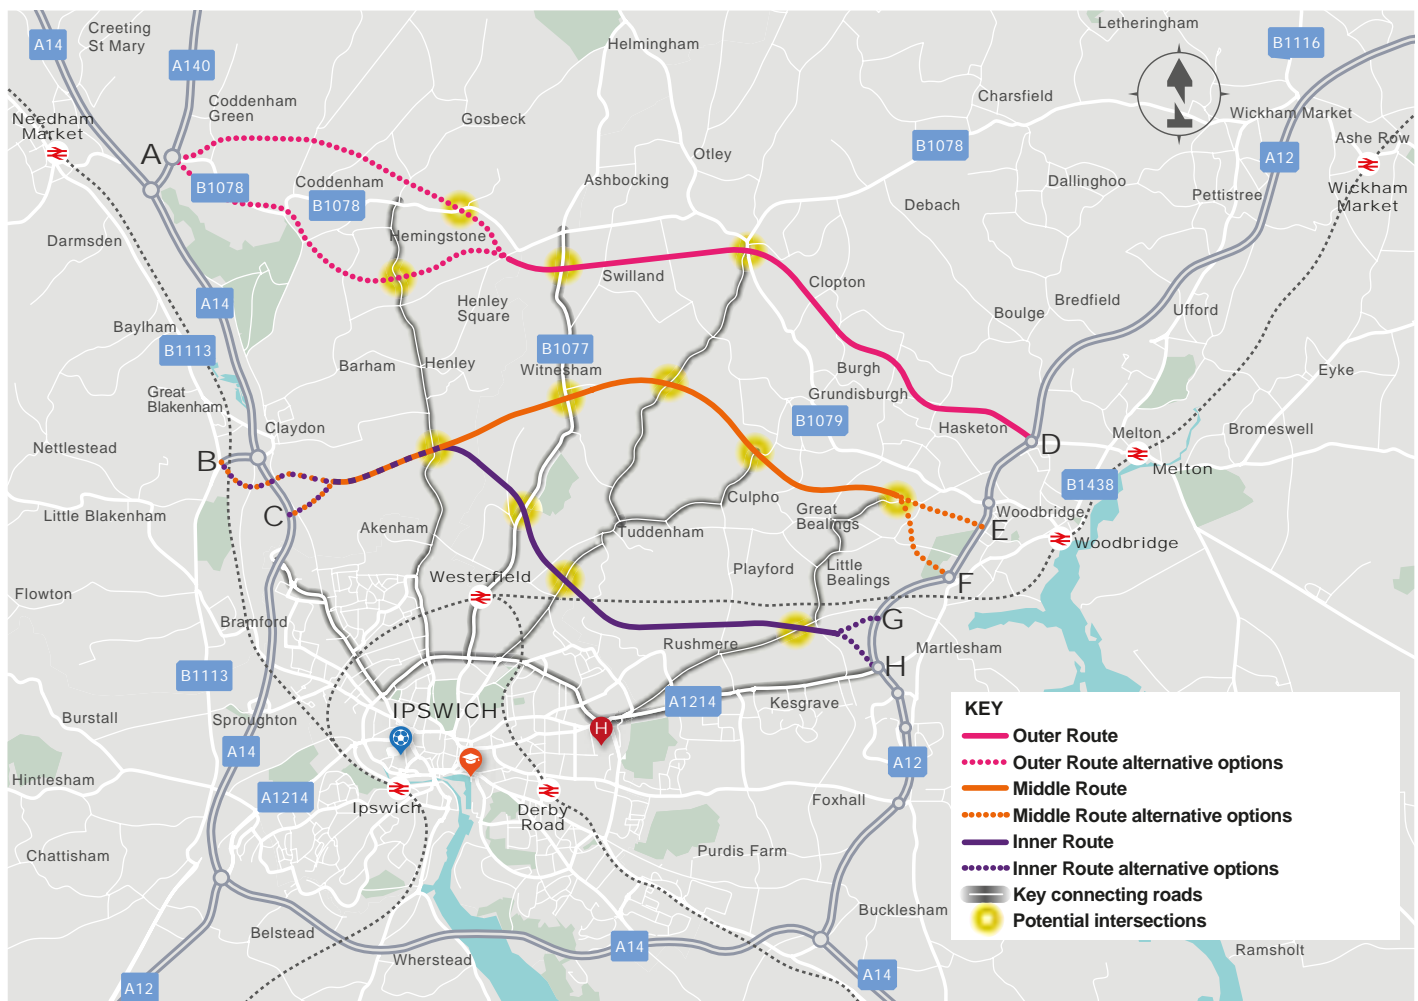 Creeting
St Mary
Letheringham
A14
A140
Helmingham
B1116
Coddenham
Green
Charsfield
Needham
Market
Gosbeck
Wickham Market
Ashe Row
A
Otley
B1078
A12
B1078
Coddenham
B1078
Ashbocking
Dallinghoo
Pettistree
Wickham
Market
Debach
Darmsden
Hemingstone
Swilland
Clopton
A14
Henley
Square
Bredfield
Boulge
Ufford
Baylham
B1113
B1077
Barham
Henley
Witnesham
Burgh
Eyke
Great
Blakenham
Grundisburgh
B1079
Claydon
Hasketon
D
Melton
Bromeswell
Nettlestead
B
Melton
B1438
Culpho
Little Blakenham
C
Great
Bealings
Woodbridge
Akenham
Tuddenham
E
Woodbridge
Westerfield
Playford
Little
Bealings
F
Flowton
Bramford
G
Rushmere
Martlesham
H
B1113
A1214
Kesgrave
Burstall
Sproughton
IPSWICH
KEY
H
Outer Route
A14
Outer Route alternative options
A12
Hintlesham
Middle Route
A1214
Ipswich
Derby
Road
Foxhall
Middle Route alternative options
Inner Route
Chattisham
Purdis Farm
Inner Route alternative options
Key connecting roads
Bucklesham
Potential intersections
Belstead
A14
Wherstead
Ramsholt
A12
A14